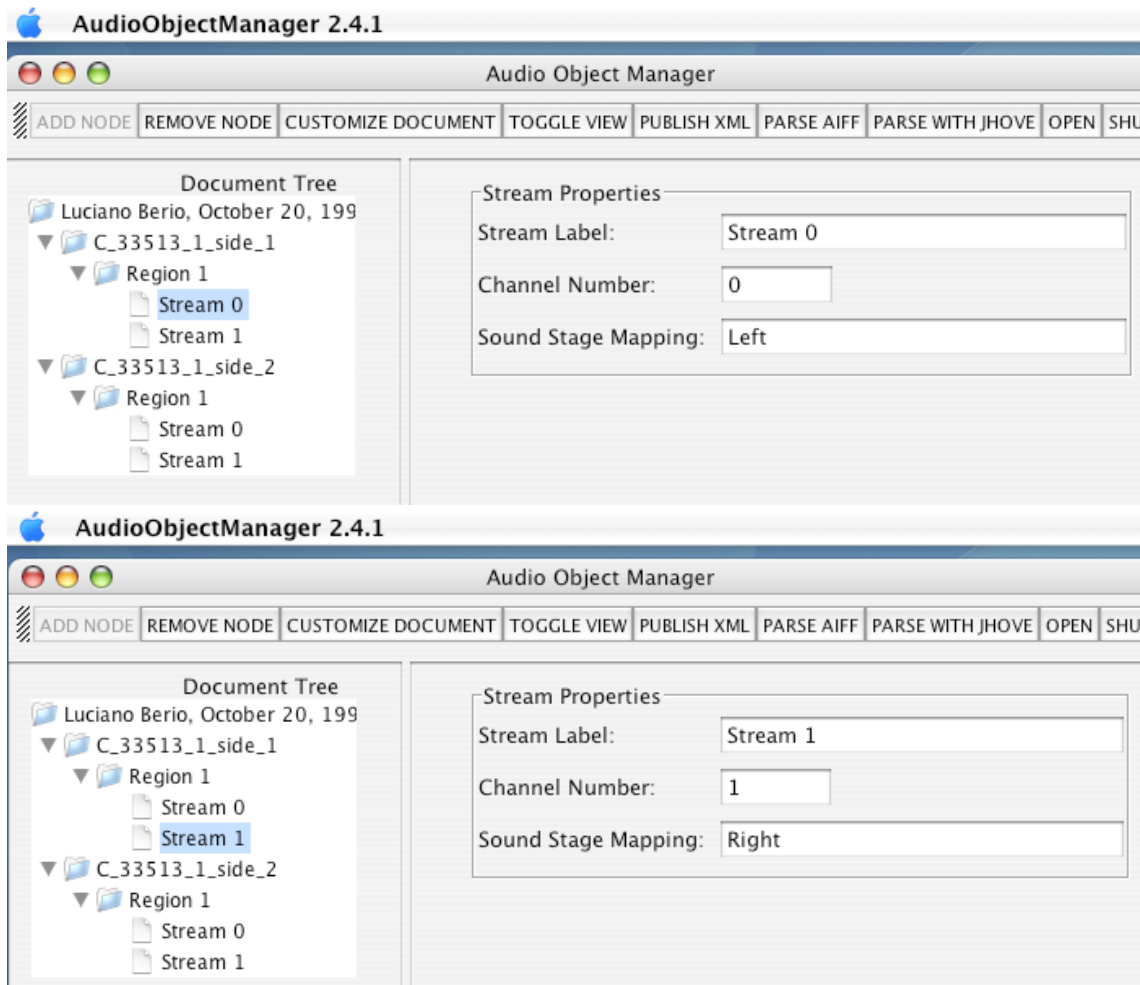 AudioObjectManager 2.4.1
Audio Object Manager
ADD NODE REMOVE NODE CUSTOMIZE DOCUMENT TOGGLE VIEW PUBLISH XML PARSE AIFF PARSE WITH JHOVE OPEN SHU
Document Tree
Luciano Berio, October 20, 199
C_33513_1_side_1
Region 1
Stream 0
Stream 1
C_33513_1_side_2
Region 1
Stream 0
Stream 1
Stream Properties
Stream Label: Stream 0
Channel Number: 0
Sound Stage Mapping: Left
AudioObjectManager 2.4.1
Audio Object Manager
ADD NODE REMOVE NODE CUSTOMIZE DOCUMENT TOGGLE VIEW PUBLISH XML PARSE AIFF PARSE WITH JHOVE OPEN SHU
Document Tree
Luciano Berio, October 20, 199
C_33513_1_side_1
Region 1
Stream 0
Stream 1
C_33513_1_side_2
Region 1
Stream 0
Stream 1
Stream Properties
Stream Label: Stream 1
Channel Number: 1
Sound Stage Mapping: Right